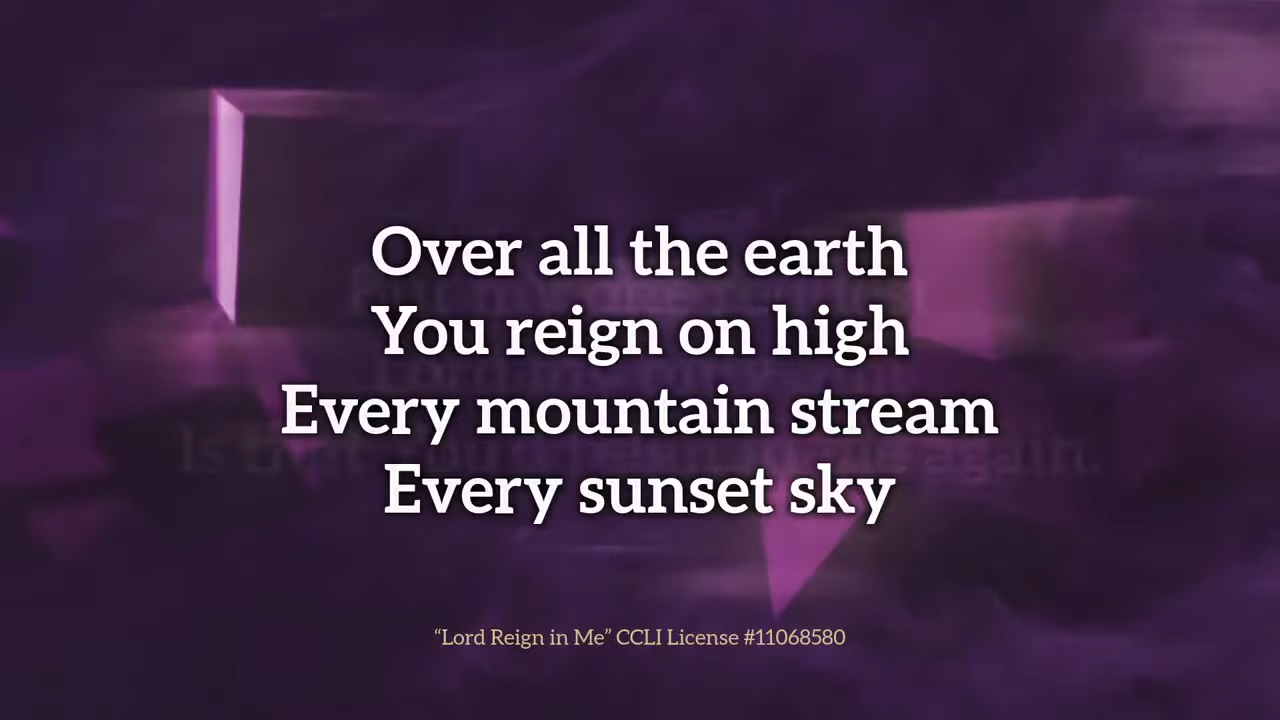 Over all the earth
You reign on high
Every mountain stream
Every sunset sky
“Lord Reign in Me” CCLI License #11068580